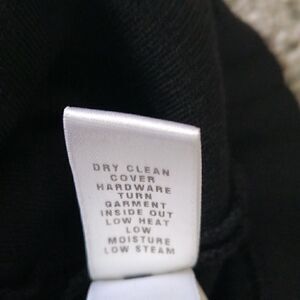 DRY CLEAN
COVER
HARDWARE
TURN
GARMENT
INSIDE OUT
LOW HEAT
LOW
MOISTURE
LOW STEAM